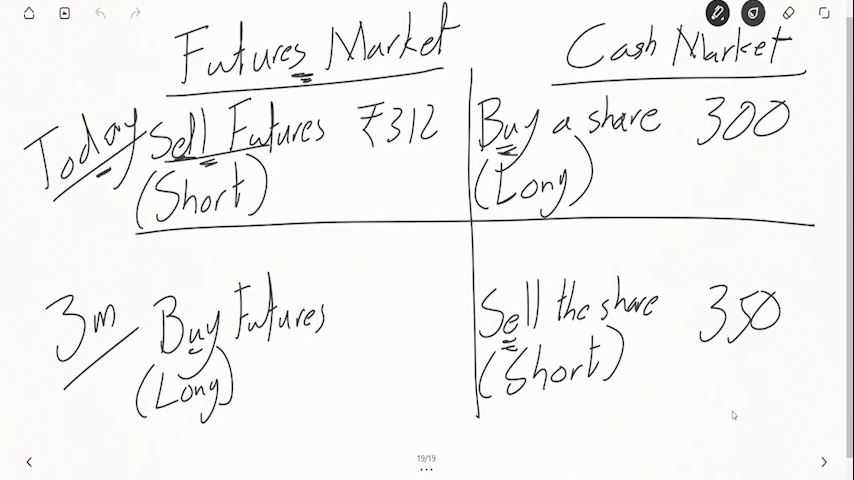 Futures Market
Cash Market
Today
Sell Futures ₹312
(Short)
Buy a share 300
(Long)
3m
Buy Futures
(Long)
Sell the share 350
(Short)
19/19